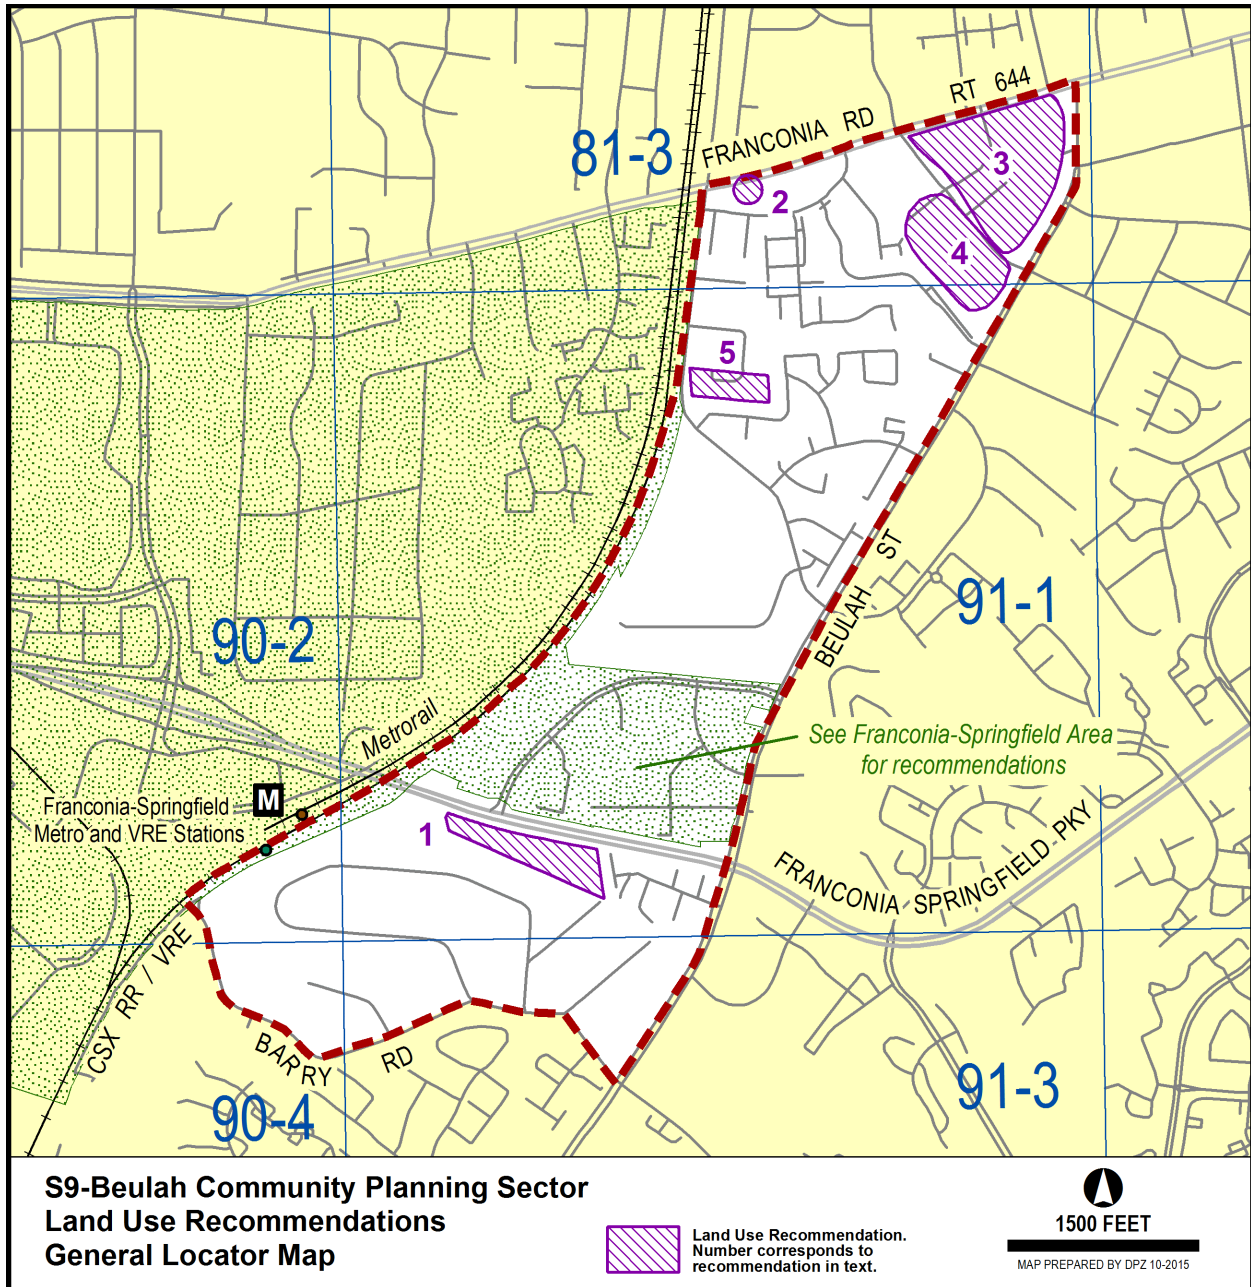 RT 644
FRANCONIA RD
81-3
3
2
4
5
BEULAH ST
91-1
90-2
Metrorail
See Franconia-Springfield Area
for recommendations
M
Franconia-Springfield
Metro and VRE Stations
1
FRANCONIA SPRINGFIELD PKY
CSX RR / VRE
BARRY RD
91-3
90-4
S9-Beulah Community Planning Sector
Land Use Recommendations
General Locator Map
Land Use Recommendation.
Number corresponds to
recommendation in text.
1500 FEET
MAP PREPARED BY DPZ 10-2015